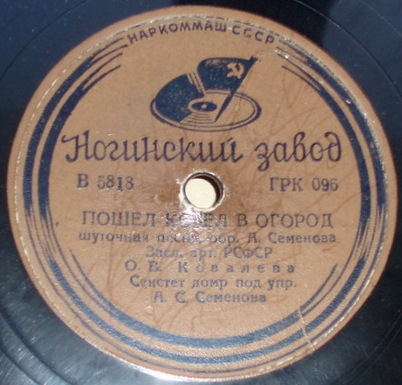 НАРКОММАШ СССР
Ногинский завод
В 5818 ГРК 096
ПОШЕЛ КОЗЕЛ В ОГОРОД
шуточная песня, обр. А. Семенова
Засл. арт. РСФСР
О. В. Ковалева
Секстет домр под упр.
А. С. Семенова